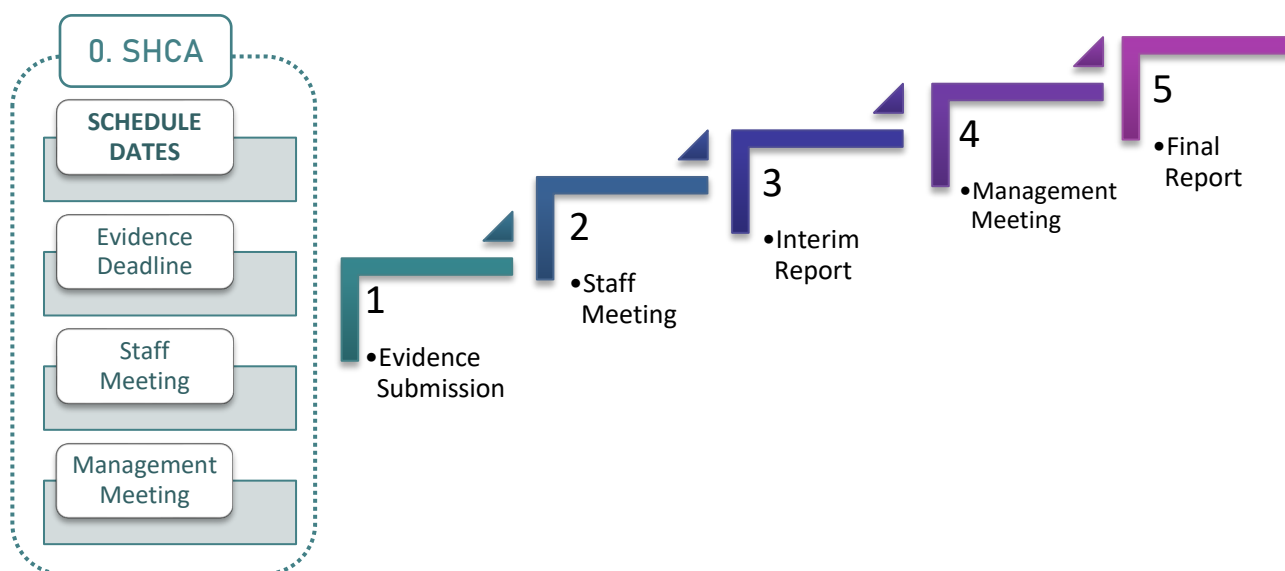 0. SHCA
SCHEDULE
DATES
Evidence
Deadline
Staff
Meeting
Management
Meeting
1
•Evidence
Submission
2
•Staff
Meeting
3
•Interim
Report
4
•Management
Meeting
5
•Final
Report